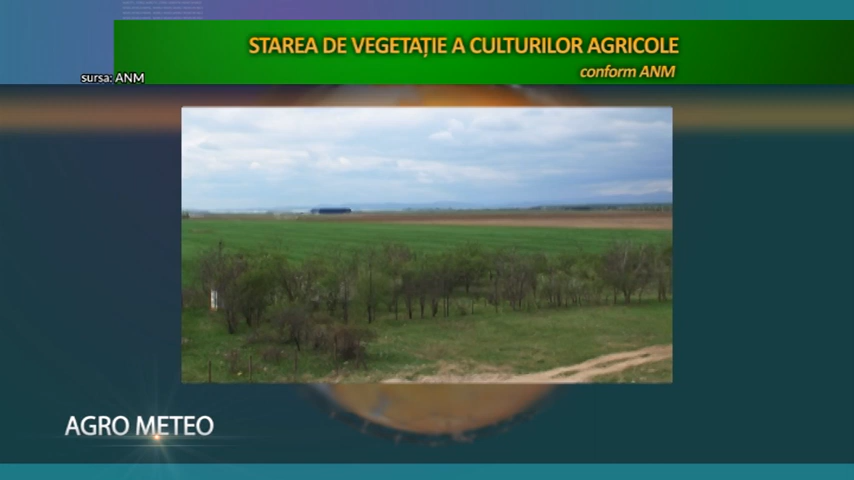 STAREA DE VEGETAȚIE A CULTURILOR AGRICOLE
conform ANM
sursa: ANM
AGRO METEO